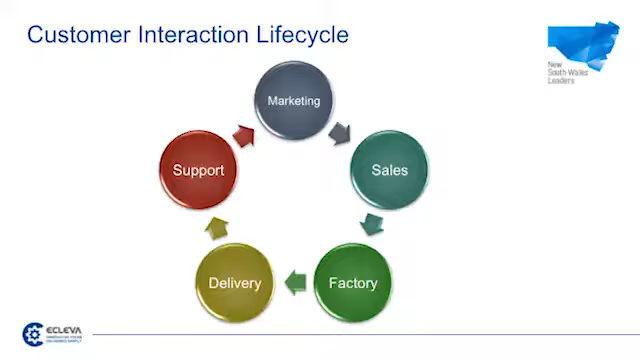 Customer Interaction Lifecycle
New
South Wales
Leaders
Marketing
Support
Sales
Delivery
Factory
ECLEVA